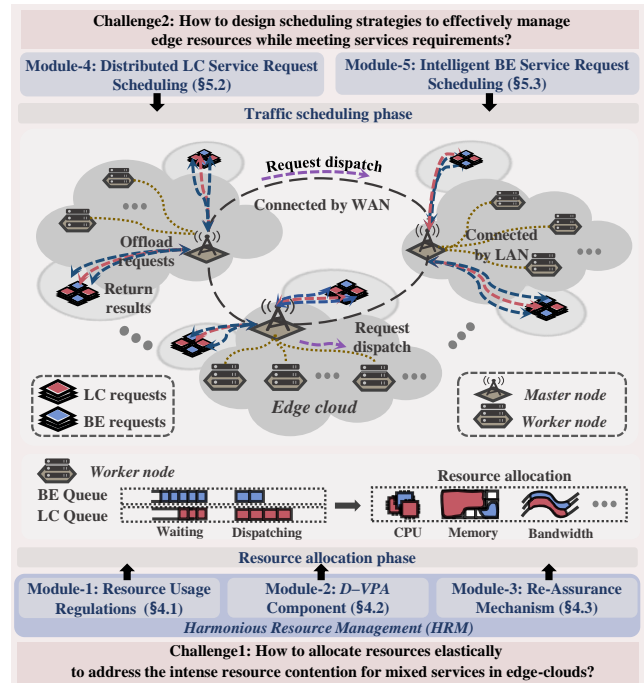 Challenge2: How to design scheduling strategies to effectively manage
edge resources while meeting services requirements?
Module-4: Distributed LC Service Request
Scheduling (§5.2)
Module-5: Intelligent BE Service Request
Scheduling (§5.3)
Traffic scheduling phase
Request dispatch
Worker node
Worker node
Connected by WAN
Offload
requests
Connected
by LAN
Return
results
Request
dispatch
Edge cloud
LC requests
BE requests
Master node
Worker node
Worker node
BE Queue
LC Queue
Waiting
Dispatching
Resource allocation
CPU
Memory
Bandwidth
Resource allocation phase
Module-1: Resource Usage
Regulations (§4.1)
Module-2: D–VPA
Component (§4.2)
Module-3: Re-Assurance
Mechanism (§4.3)
Harmonious Resource Management (HRM)
Challenge1: How to allocate resources elastically
to address the intense resource contention for mixed services in edge-clouds?